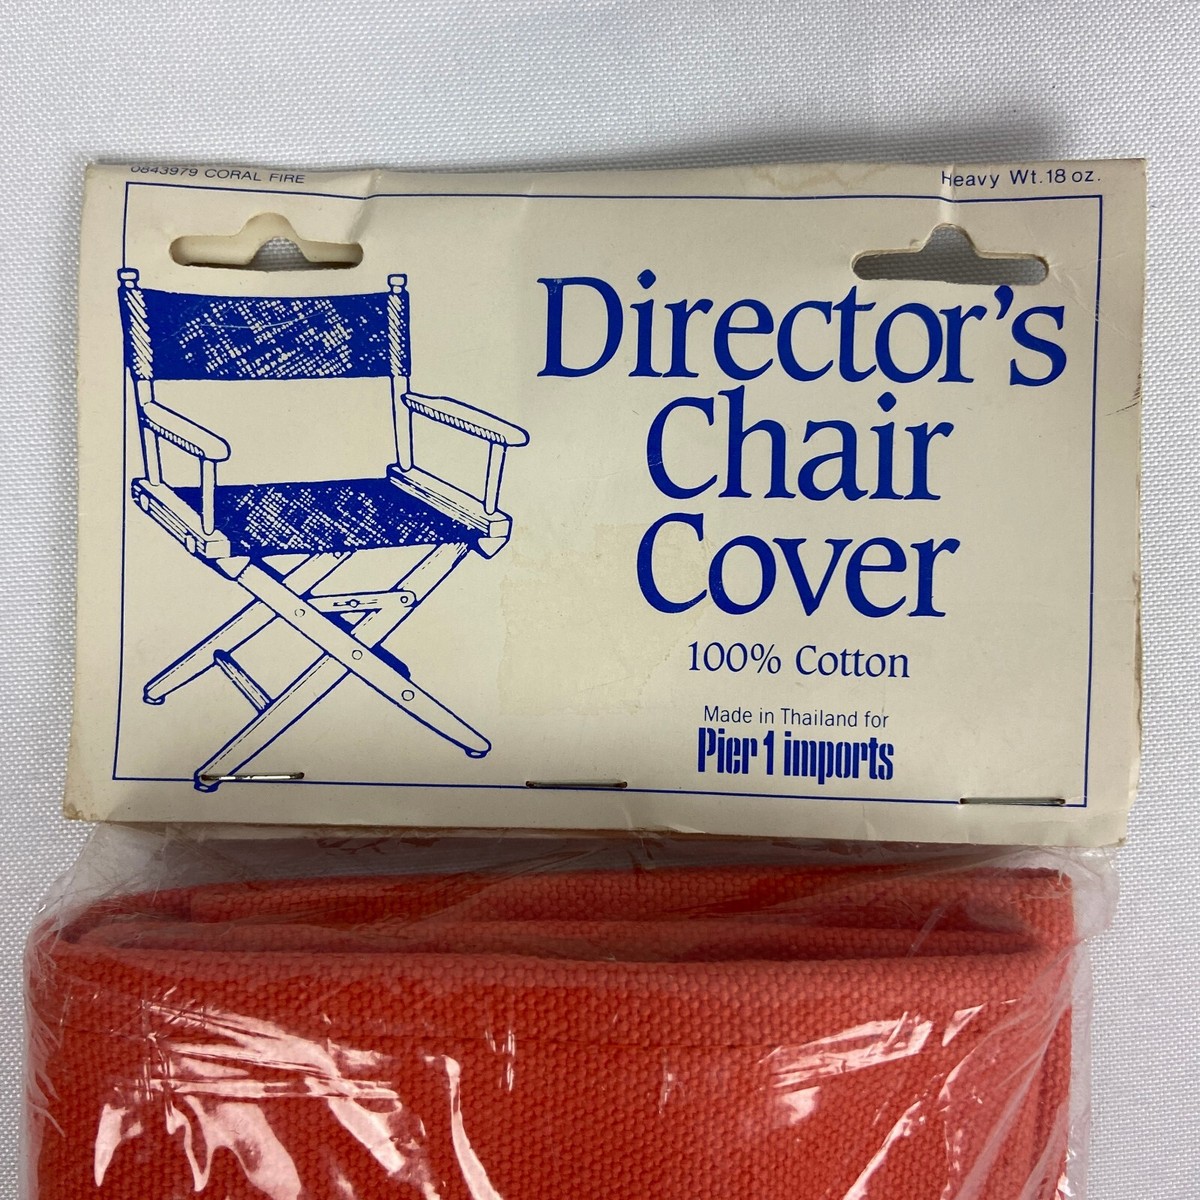 0843979 CORAL FIRE
Heavy Wt. 18 oz.
Director's
Chair
Cover
100% Cotton
Made in Thailand for
Pier 1 imports